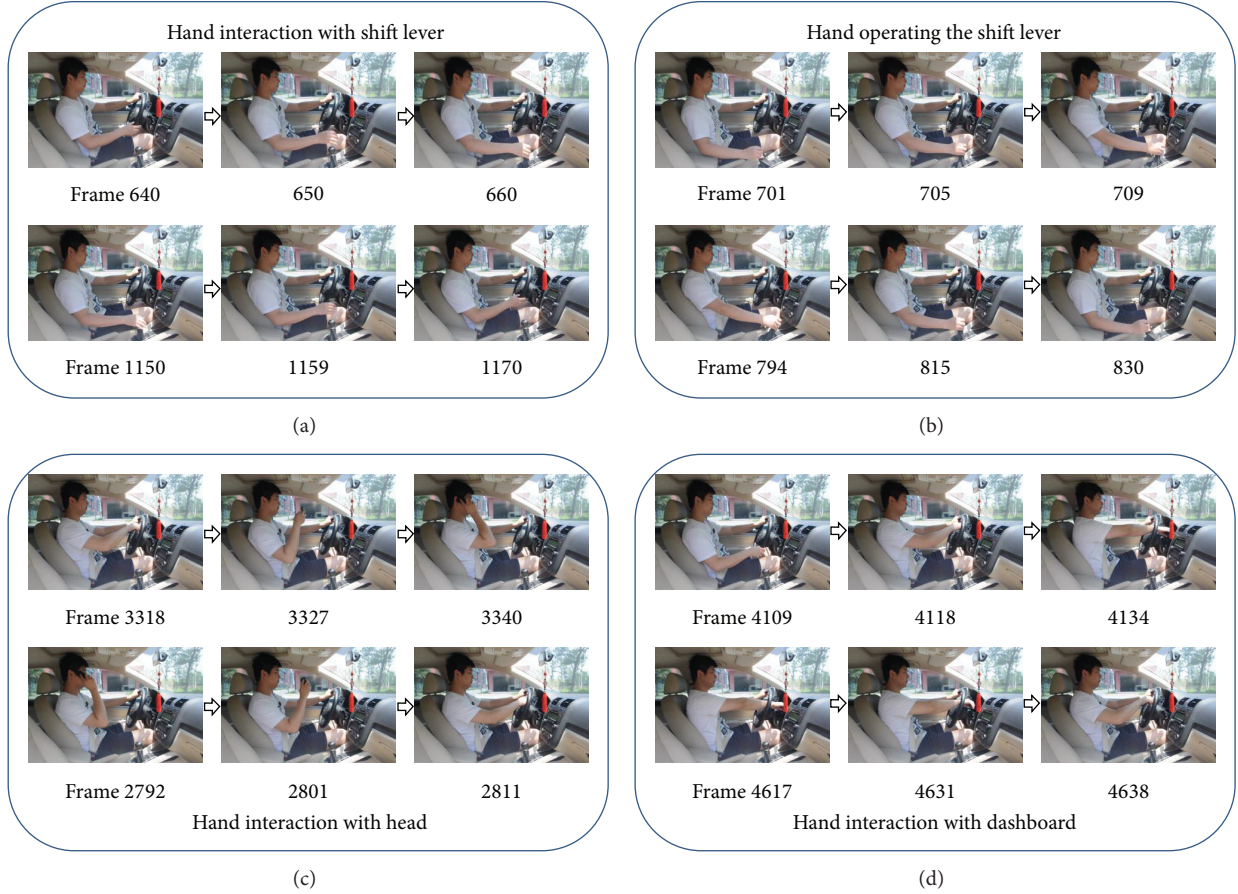 Hand interaction with shift lever
Frame 640 650 660
Frame 1150 1159 1170
(a)
Hand operating the shift lever
Frame 701 705 709
Frame 794 815 830
(b)
Frame 3318 3327 3340
Frame 2792 2801 2811
Hand interaction with head
(c)
Frame 4109 4118 4134
Frame 4617 4631 4638
Hand interaction with dashboard
(d)